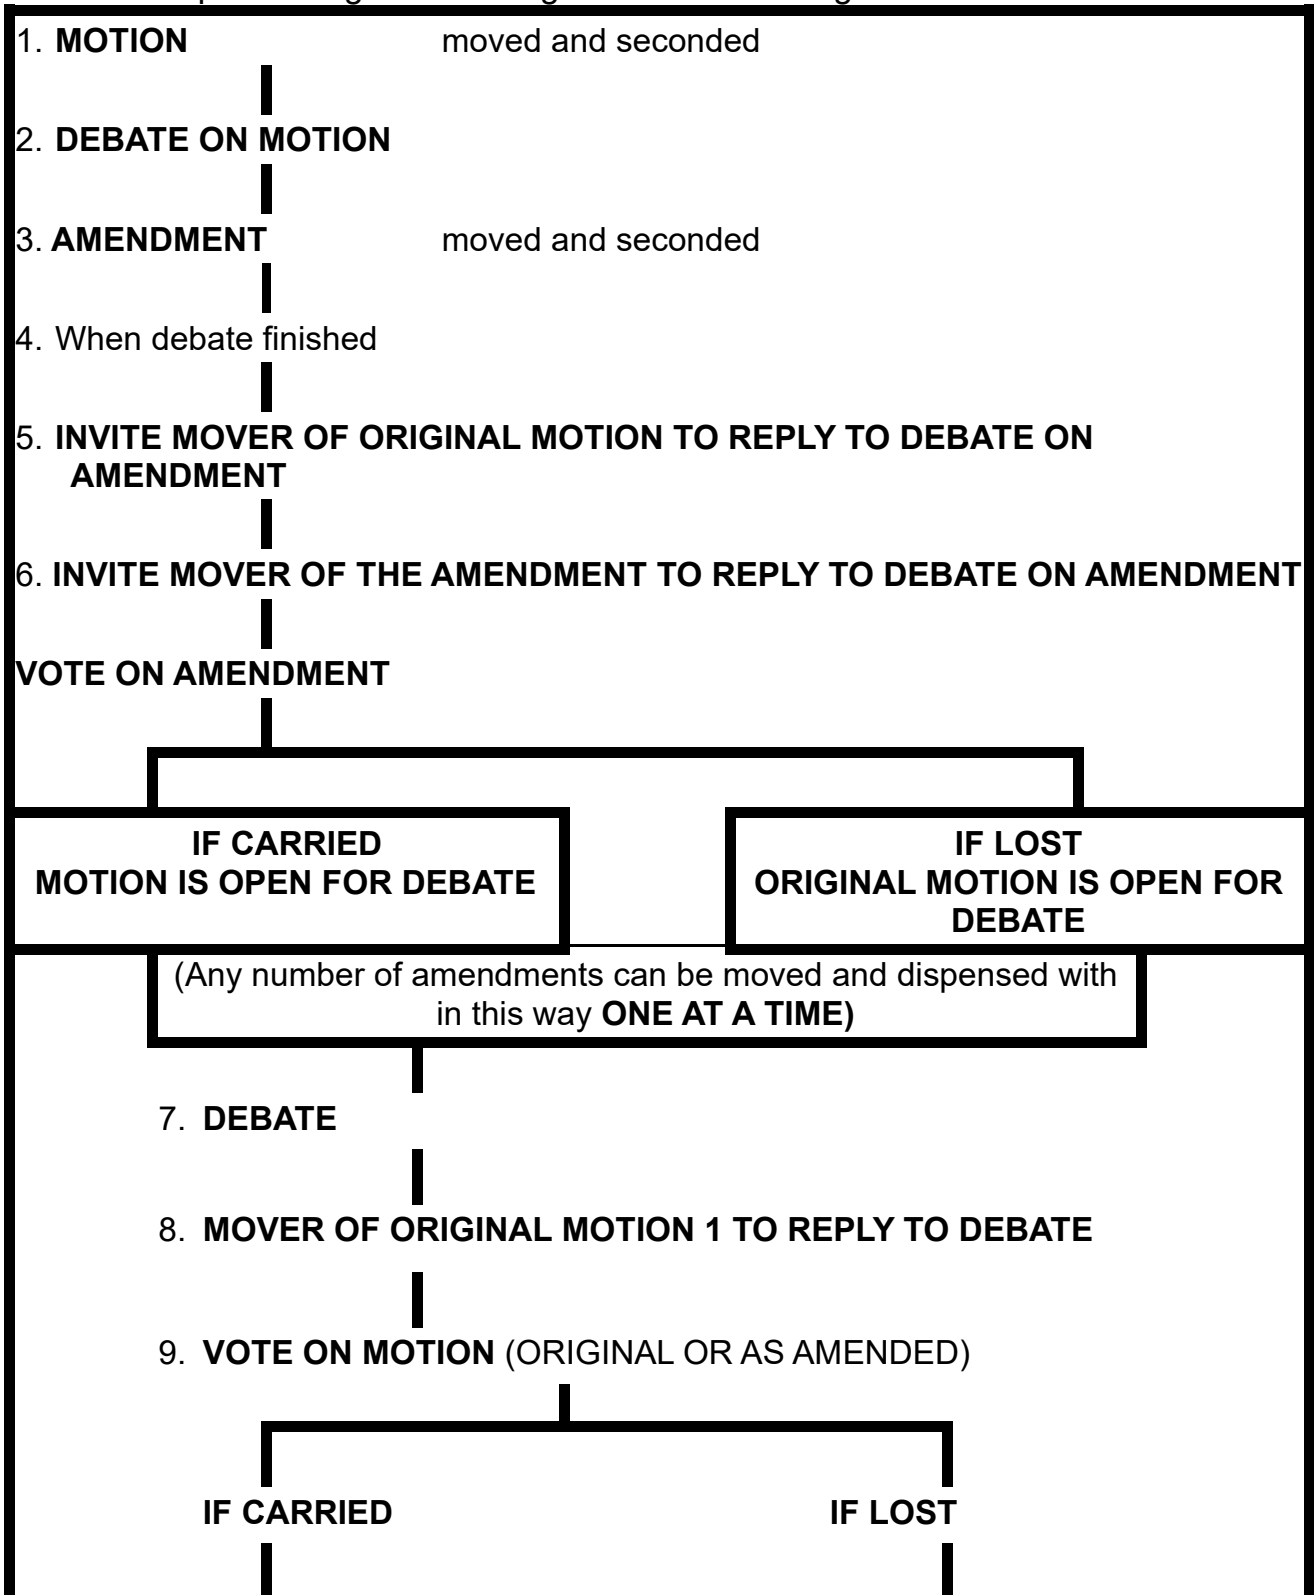 1. MOTION moved and seconded
2. DEBATE ON MOTION
3. AMENDMENT moved and seconded
4. When debate finished
5. INVITE MOVER OF ORIGINAL MOTION TO REPLY TO DEBATE ON
AMENDMENT
6. INVITE MOVER OF THE AMENDMENT TO REPLY TO DEBATE ON AMENDMENT
VOTE ON AMENDMENT
IF CARRIED
MOTION IS OPEN FOR DEBATE
IF LOST
ORIGINAL MOTION IS OPEN FOR
DEBATE
(Any number of amendments can be moved and dispensed with
in this way ONE AT A TIME)
7. DEBATE
8. MOVER OF ORIGINAL MOTION 1 TO REPLY TO DEBATE
9. VOTE ON MOTION (ORIGINAL OR AS AMENDED)
IF CARRIED IF LOST